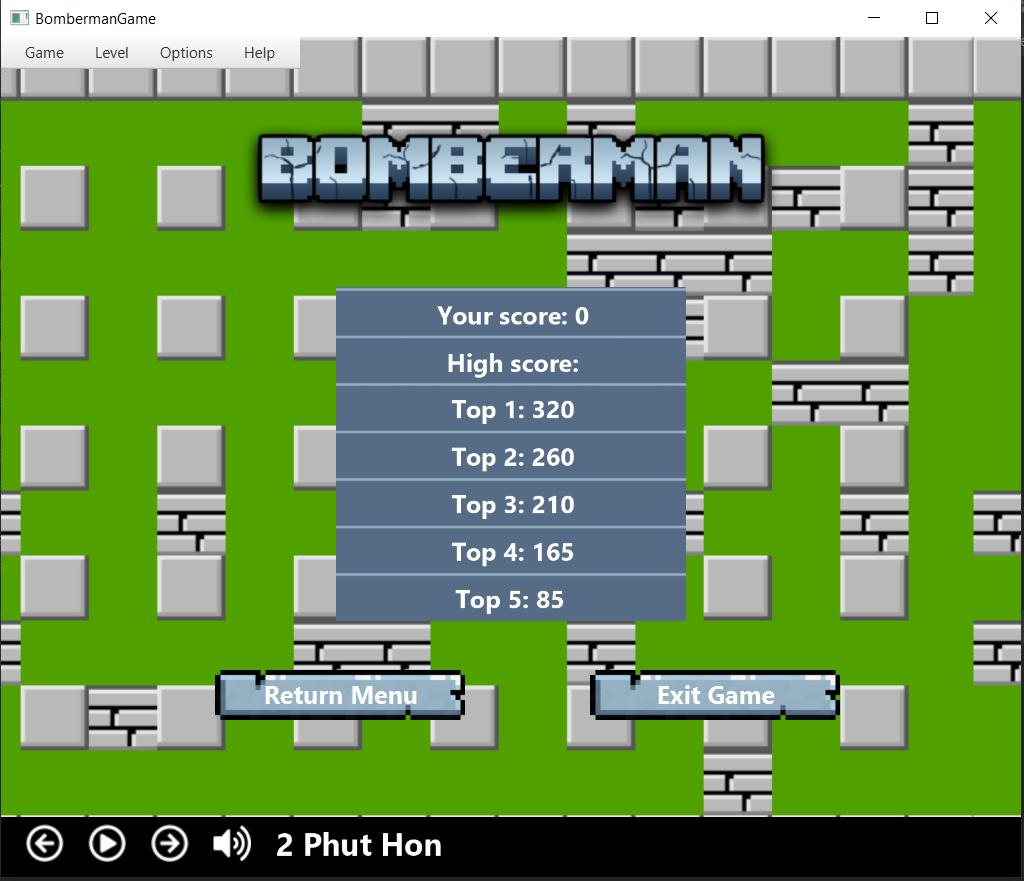 BombermanGame
Game Level Options Help
BOMBERMAN
Your score: 0
High score:
Top 1: 320
Top 2: 260
Top 3: 210
Top 4: 165
Top 5: 85
Return Menu Exit Game
2 Phut Hon